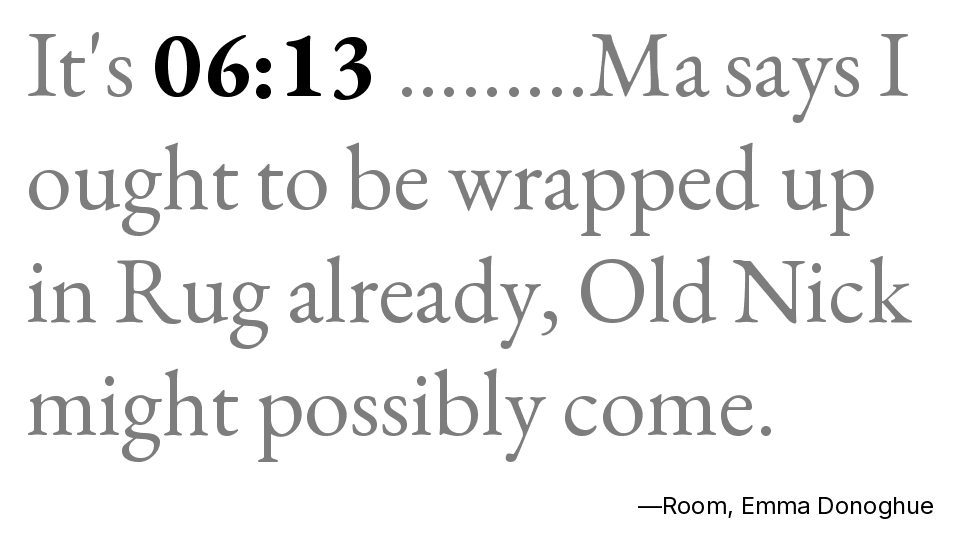 It's 06:13 .........Ma says I
ought to be wrapped up
in Rug already, Old Nick
might possibly come.
—Room, Emma Donoghue